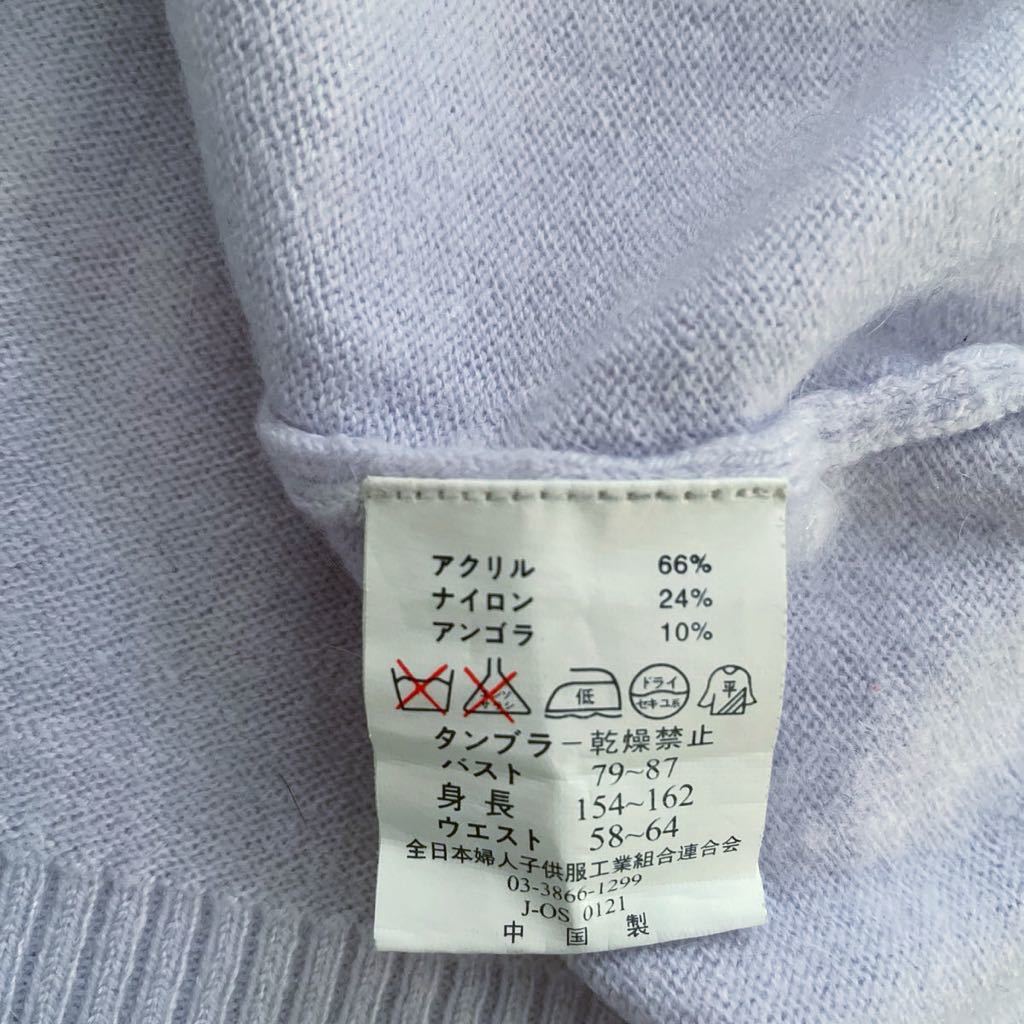 アクリル 66%
ナイロン 24%
アンゴラ 10%
低 ドライ 平
セキユ系
タンブラー乾燥禁止
バスト 79~87
身長 154~162
ウエスト 58~64
全日本婦人子供服工業組合連合会
03-3866-1299
J-OS 0121
中国製